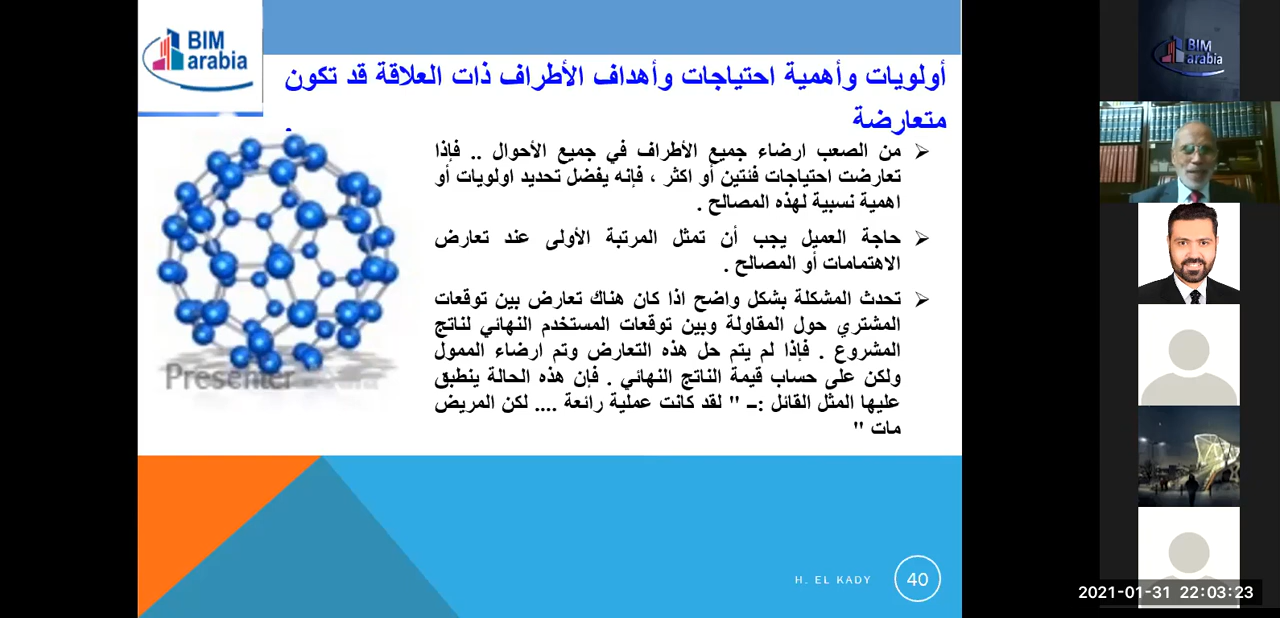 BIM
arabia
أولويات وأهمية احتياجات وأهداف الأطراف ذات العلاقة قد تكون
متعارضة .
من الصعب ارضاء جميع الأطراف في جميع الأحوال .. فإذا
تعارضت احتياجات فئتين أو اكثر ، فإنه يفضل تحديد اولويات أو
اهمية نسبية لهذه المصالح .
حاجة العميل يجب أن تمثل المرتبة الأولى عند تعارض
الاهتمامات أو المصالح .
تحدث المشكلة بشكل واضح اذا كان هناك تعارض بين توقعات
المشتري حول المقاولة وبين توقعات المستخدم النهائي لناتج
المشروع . فإذا لم يتم حل هذه التعارض وتم ارضاء الممول
ولكن على حساب قيمة الناتج النهائي . فإن هذه الحالة ينطبق
عليها المثل القائل :– " لقد كانت عملية رائعة .... لكن المريض
مات "
Presenter
H. EL KADY
40
BIM
arabia
2021-01-31 22:03:23